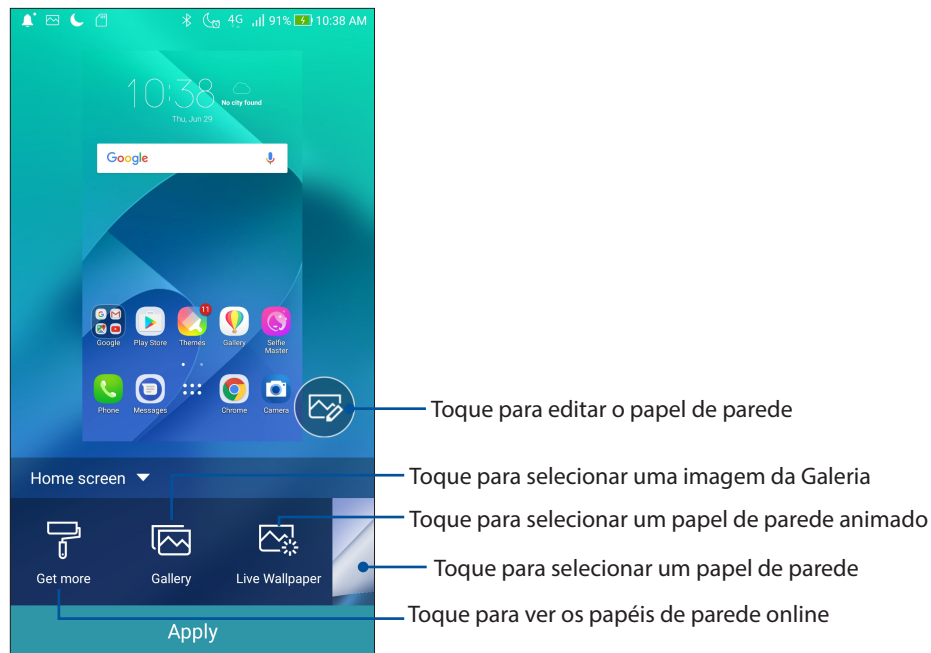 4G 91% 10:38 AM
10:38
No city found
Thu, Jun 29
Google
11
Google Play Store Themes Gallery Selfie Master
Phone Messages Chrome Camera
Toque para editar o papel de parede
Home screen
Toque para selecionar uma imagem da Galeria
Toque para selecionar um papel de parede animado
Get more Gallery Live Wallpaper
Toque para selecionar um papel de parede
Toque para ver os papéis de parede online
Apply